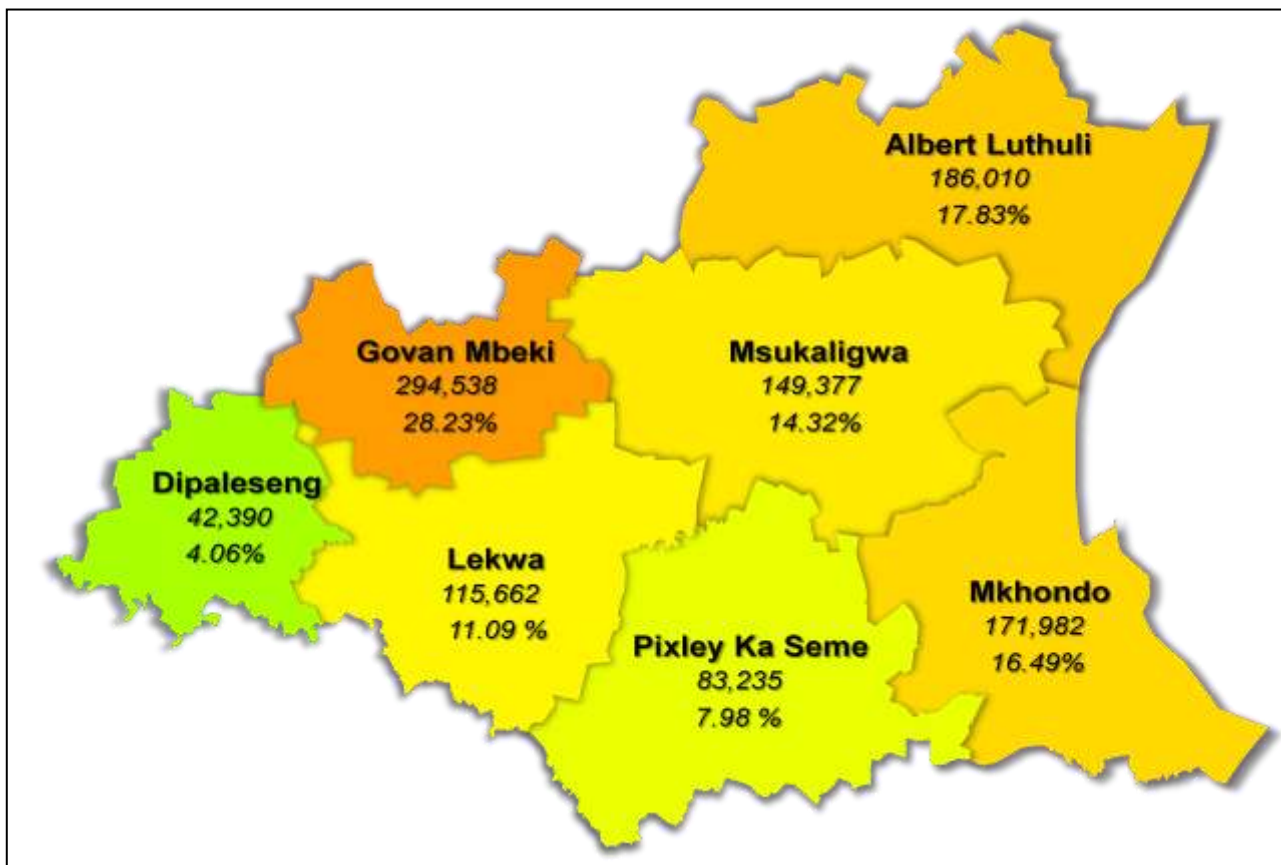 Albert Luthuli
186,010
17.83%
Govan Mbeki
294,538
28.23%
Msukaligwa
149,377
14.32%
Dipaleseng
42,390
4.06%
Lekwa
115,662
11.09 %
Mkhondo
171,982
16.49%
Pixley Ka Seme
83,235
7.98 %